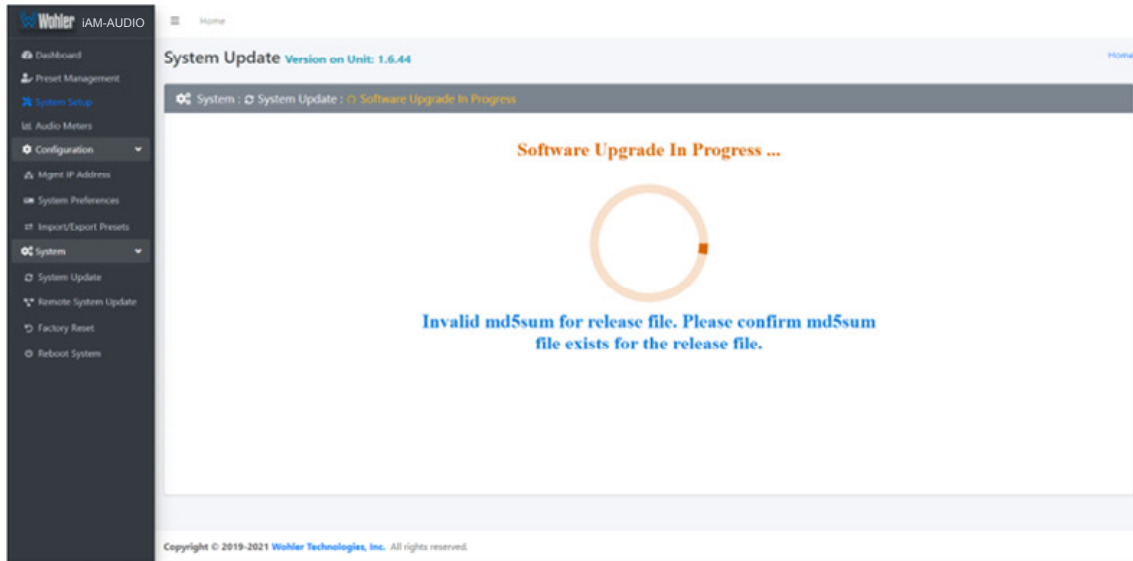 Wohler iAM-AUDIO
Home
Dashboard
Preset Management
System Setup
Audio Meters
Configuration
Mgmt IP Address
System Preferences
Import/Export Presets
System
System Update
Remote System Update
Factory Reset
Reboot System
System Update Version on Unit: 1.6.44
Home
System : System Update : Software Upgrade In Progress
Software Upgrade In Progress ...
Invalid md5sum for release file. Please confirm md5sum
file exists for the release file.
Copyright © 2019-2021 Wohler Technologies, Inc. All rights reserved.